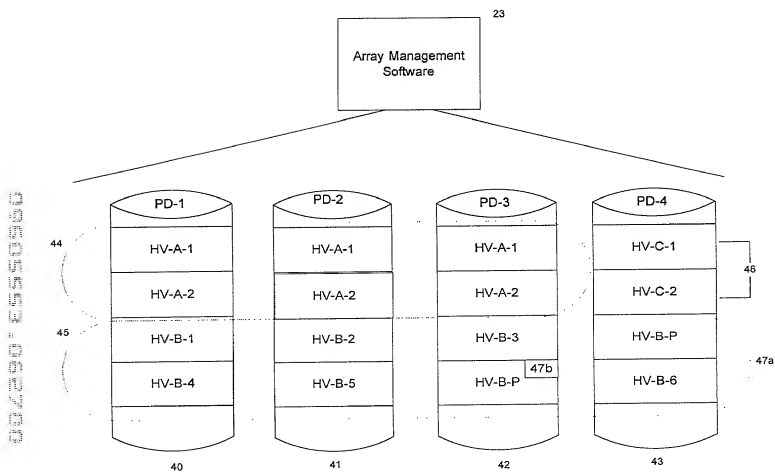 23
Array Management
Software
PD-1 PD-2 PD-3 PD-4
44 HV-A-1 HV-A-1 HV-A-1 HV-C-1
46
HV-A-2 HV-A-2 HV-A-2 HV-C-2
45 HV-B-1 HV-B-2 HV-B-3 HV-B-P
47a
HV-B-4 HV-B-5 HV-B-P 47b HV-B-6
40 41 42 43